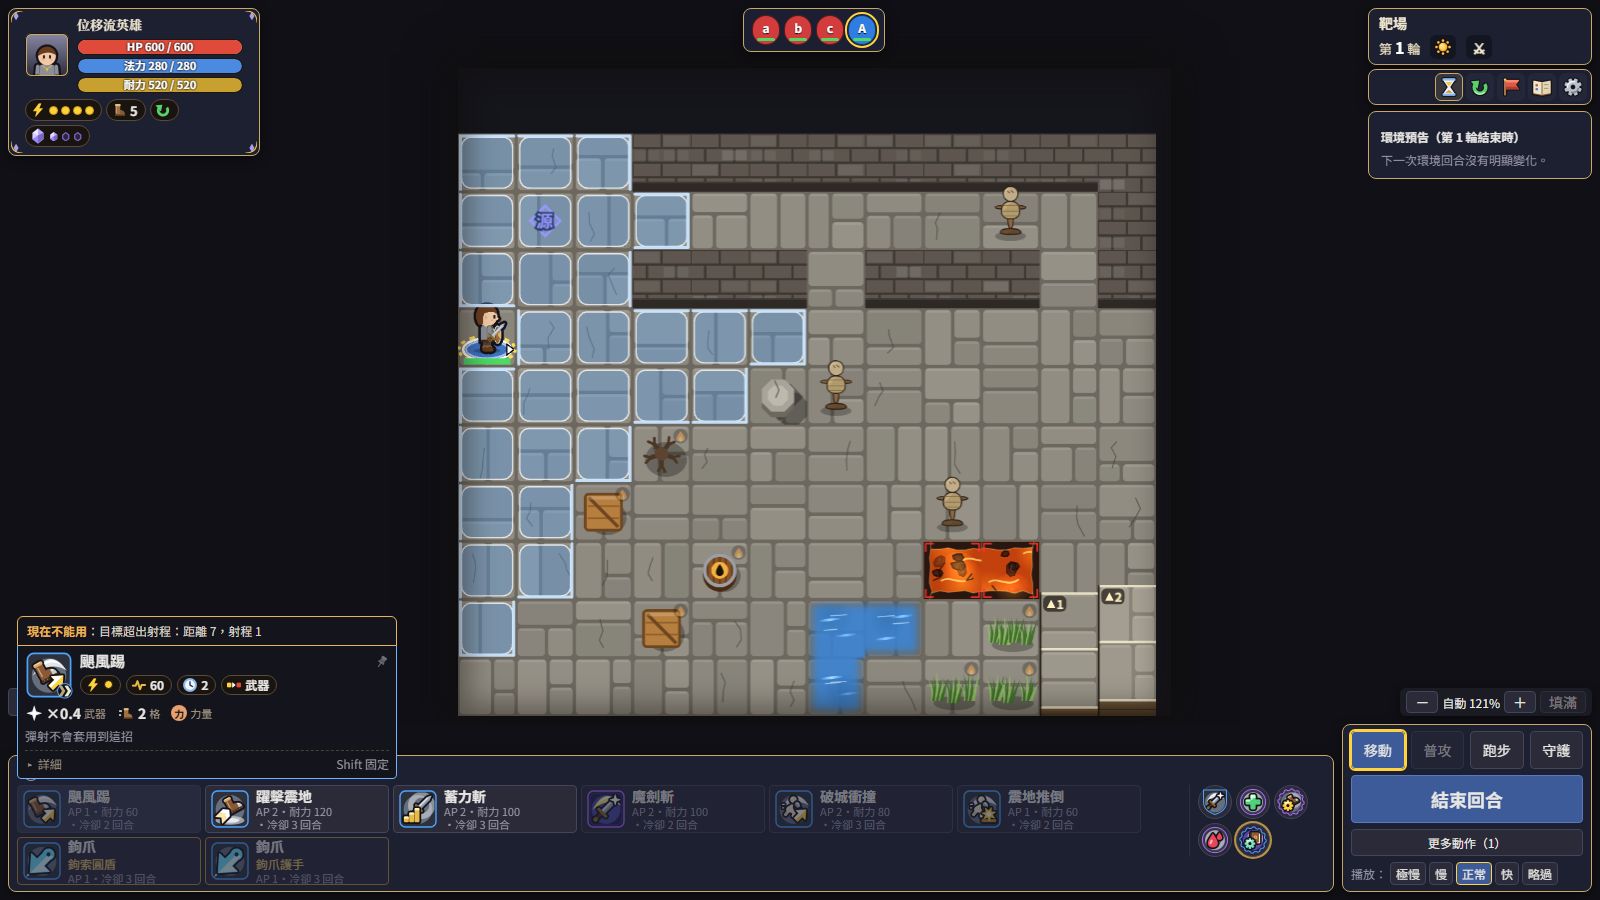 位移流英雄
HP 600 / 600
法力 280 / 280
耐力 520 / 520
5
a b c A
靶場
第 1 輪
環境預告（第 1 輪結束時）
下一次環境回合沒有明顯變化。
源
▲1
▲2
現在不能用：目標超出射程：距離 7，射程 1
颶風踢
60
2
武器
×0.4 武器
2 格
力 力量
彈射不會套用到這招
▸ 詳細
Shift 固定
颶風踢
AP 1・耐力 60
・冷卻 2 回合
躍擊震地
AP 2・耐力 120
・冷卻 3 回合
蓄力斬
AP 2・耐力 100
・冷卻 3 回合
魔劍斬
AP 2・耐力 100
・冷卻 3 回合
破城衝撞
AP 2・耐力 80
・冷卻 3 回合
震地推倒
AP 1・耐力 60
・冷卻 2 回合
鉤爪
鉤索圓盾
AP 1・冷卻 3 回合
鉤爪
鉤爪護手
AP 1・冷卻 3 回合
− 自動 121% + 填滿
移動 普攻 跑步 守護
結束回合
更多動作（1）
播放： 極慢 慢 正常 快 略過